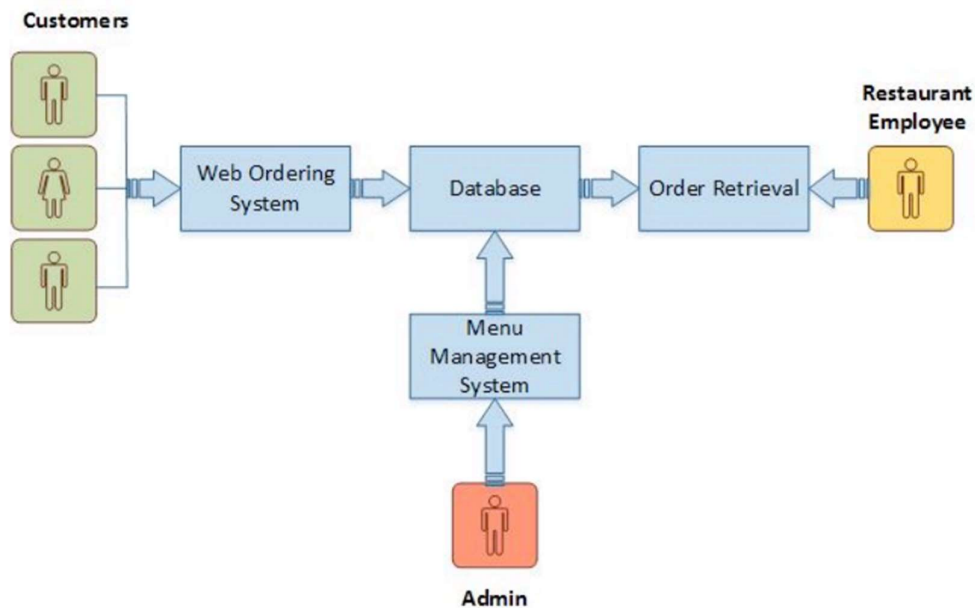 Customers
Restaurant
Employee
Web Ordering
System
Database
Order Retrieval
Menu
Management
System
Admin